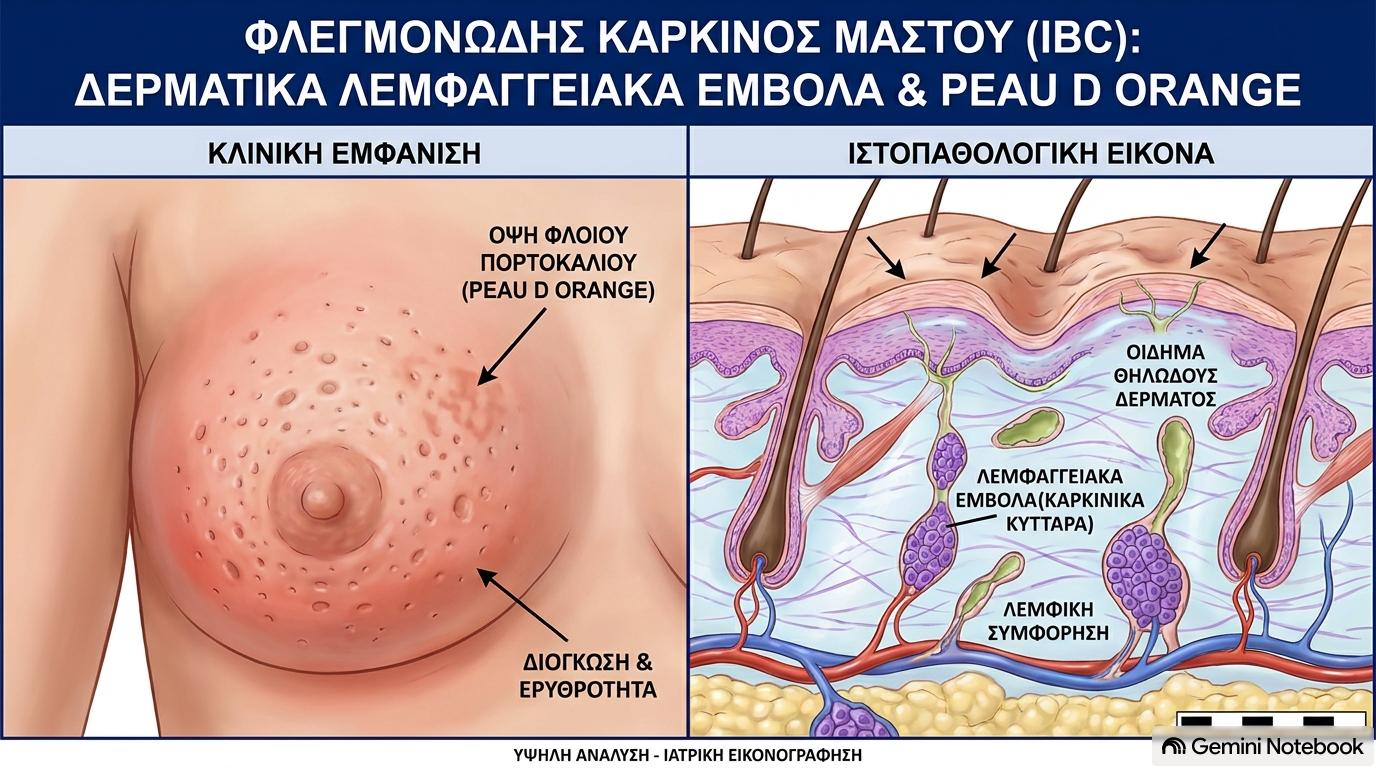 ΦΛΕΓΜΟΝΩΔΗΣ ΚΑΡΚΙΝΟΣ ΜΑΣΤΟΥ (IBC):
ΔΕΡΜΑΤΙΚΑ ΛΕΜΦΑΓΓΕΙΑΚΑ ΕΜΒΟΛΑ & PEAU D ORANGE
ΚΛΙΝΙΚΗ ΕΜΦΑΝΙΣΗ
ΟΨΗ ΦΛΟΙΟΥ
ΠΟΡΤΟΚΑΛΙΟΥ
(PEAU D ORANGE)
ΔΙΟΓΚΩΣΗ &
ΕΡΥΘΡΟΤΗΤΑ
ΙΣΤΟΠΑΘΟΛΟΓΙΚΗ ΕΙΚΟΝΑ
ΟΙΔΗΜΑ
ΘΗΛΩΔΟΥΣ
ΔΕΡΜΑΤΟΣ
ΛΕΜΦΑΓΓΕΙΑΚΑ
ΕΜΒΟΛΑ(ΚΑΡΚΙΝΙΚΑ
ΚΥΤΤΑΡΑ)
ΛΕΜΦΙΚΗ
ΣΥΜΦΟΡΗΣΗ
ΥΨΗΛΗ ΑΝΑΛΥΣΗ - ΙΑΤΡΙΚΗ ΕΙΚΟΝΟΓΡΑΦΗΣΗ
Gemini Notebook